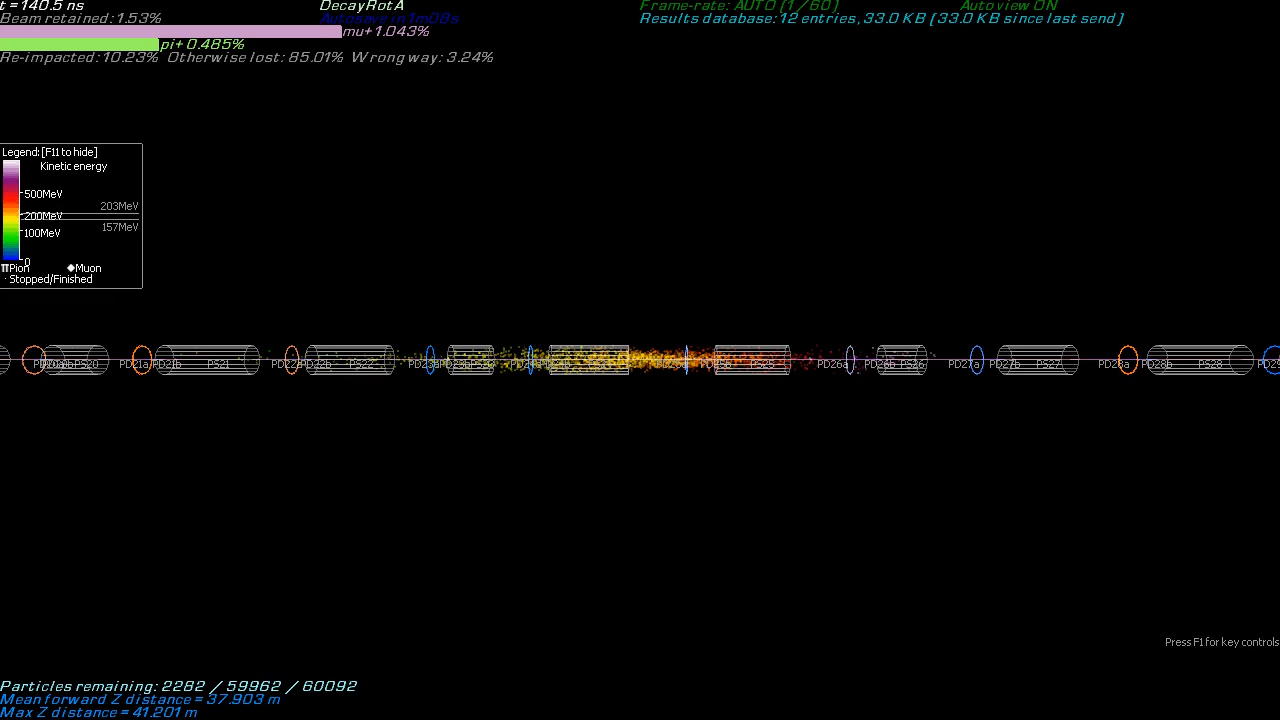 t = 140.5 ns DecayRotA Frame-rate: AUTO (1/60) Autoview ON
Beam retained: 1.53% Autosave in 1m08s Results database: 12 entries, 33.0 KB (33.0 KB since last send)
mu+ 1.043%
pi+ 0.485%
Re-impacted: 10.23% Otherwise lost: 85.01% Wrong way: 3.24%
Legend: [F11 to hide]
Kinetic energy
500MeV
203MeV
200MeV
157MeV
100MeV
0
πPion ◆Muon
· Stopped/Finished
PS20 PD21a PD21b PS21 PD22b PS22 PD26a PD26b PS26 PD27a PD27b PS27 PD28a PD28b PS28 PD29
Press F1 for key controls
Particles remaining: 2282 / 59962 / 60092
Mean forward Z distance = 37.903 m
Max Z distance = 41.201 m